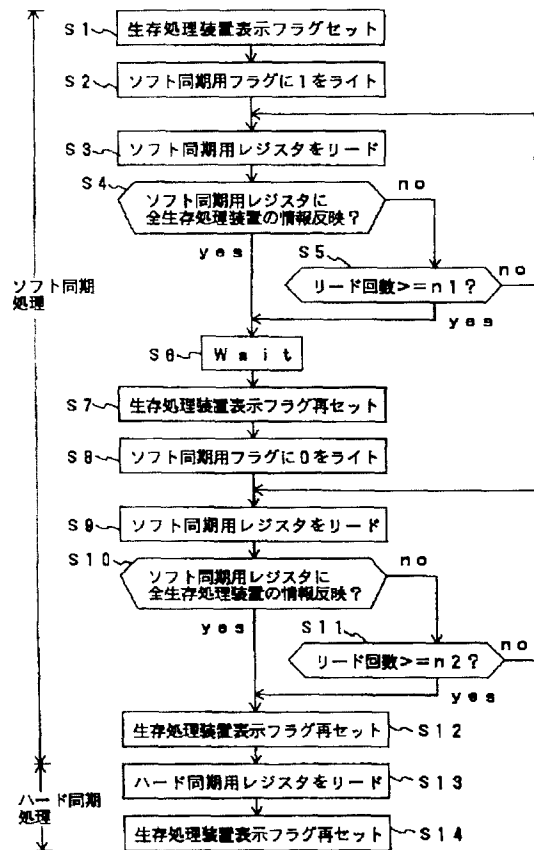 S1 生存処理装置表示フラグセット
S2 ソフト同期用フラグに1をライト
S3 ソフト同期用レジスタをリード
S4
ソフト同期用レジスタに
全生存処理装置の情報反映?
no
yes
S5
リード回数>=n1?
no
yes
ソフト同期
処理
S6 Wait
S7 生存処理装置表示フラグ再セット
S8 ソフト同期用フラグに0をライト
S9 ソフト同期用レジスタをリード
S10
ソフト同期用レジスタに
全生存処理装置の情報反映?
no
yes
S11
リード回数>=n2?
no
yes
生存処理装置表示フラグ再セット S12
ハード同期用レジスタをリード S13
ハード同期
処理
生存処理装置表示フラグ再セット S14